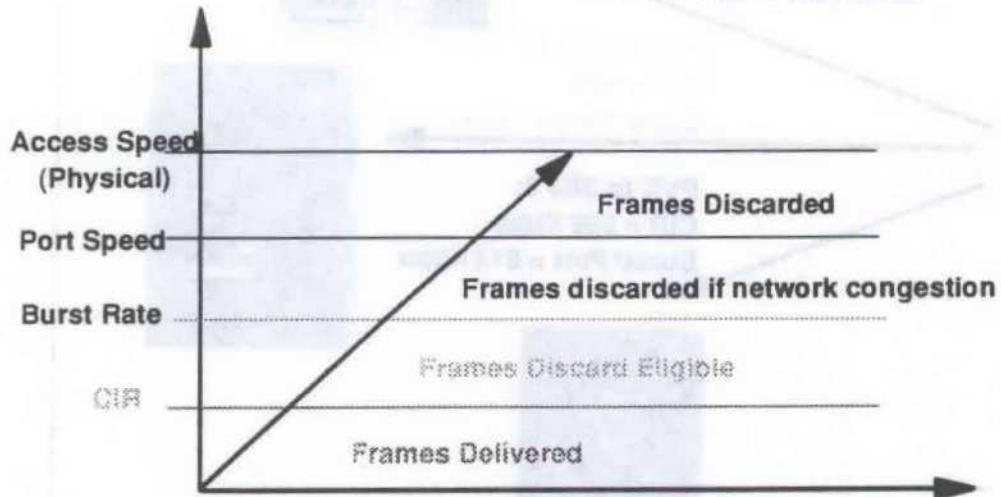 Access Speed
(Physical)
Frames Discarded
Port Speed
Frames discarded if network congestion
Burst Rate
Frames Discard Eligible
CIR
Frames Delivered